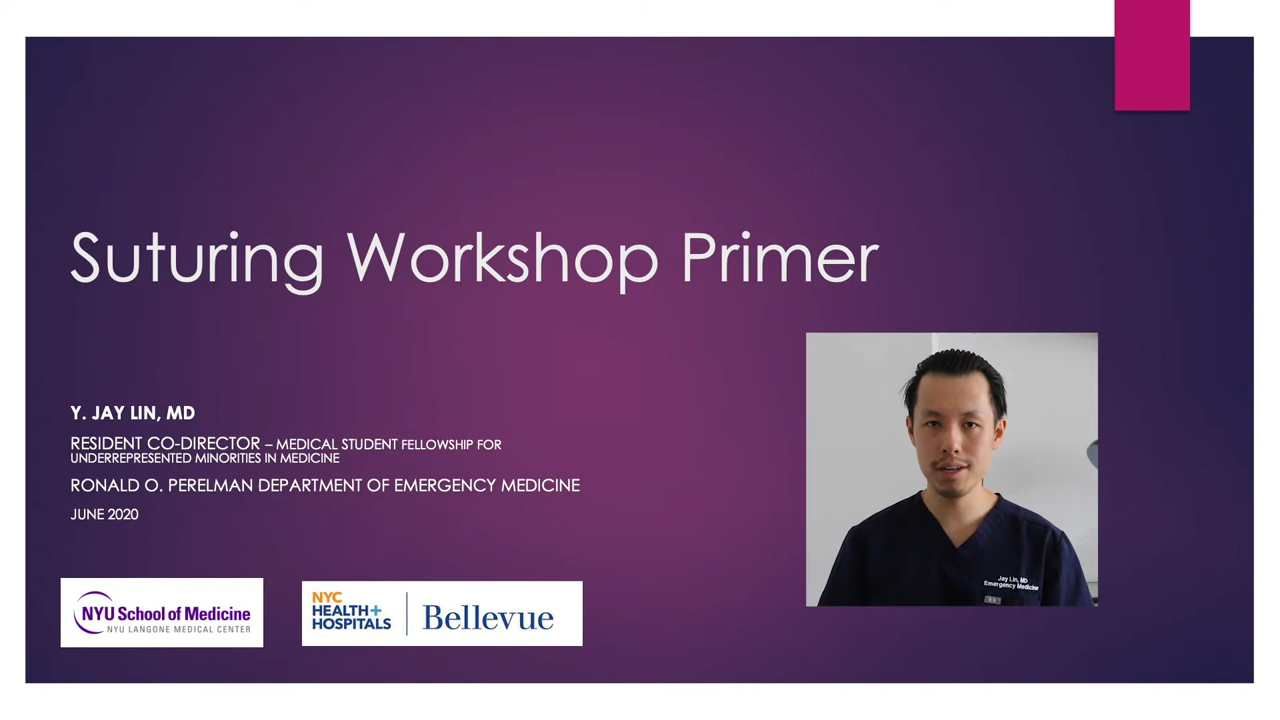 Suturing Workshop Primer
Y. JAY LIN, MD
RESIDENT CO-DIRECTOR – MEDICAL STUDENT FELLOWSHIP FOR
UNDERREPRESENTED MINORITIES IN MEDICINE
RONALD O. PERELMAN DEPARTMENT OF EMERGENCY MEDICINE
JUNE 2020
Jay Lin, MD
Emergency Medicine
NYU School of Medicine
NYU LANGONE MEDICAL CENTER
NYC
HEALTH+
HOSPITALS
Bellevue